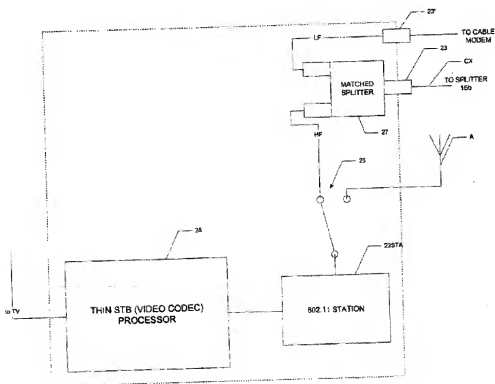 23'
LF
TO CABLE
MODEM
23
CX
MATCHED
SPLITTER
TO SPLITTER
16b
27
HF
A
25
28
22STA
to TV
THIN STB (VIDEO CODEC)
PROCESSOR
802.11 STATION